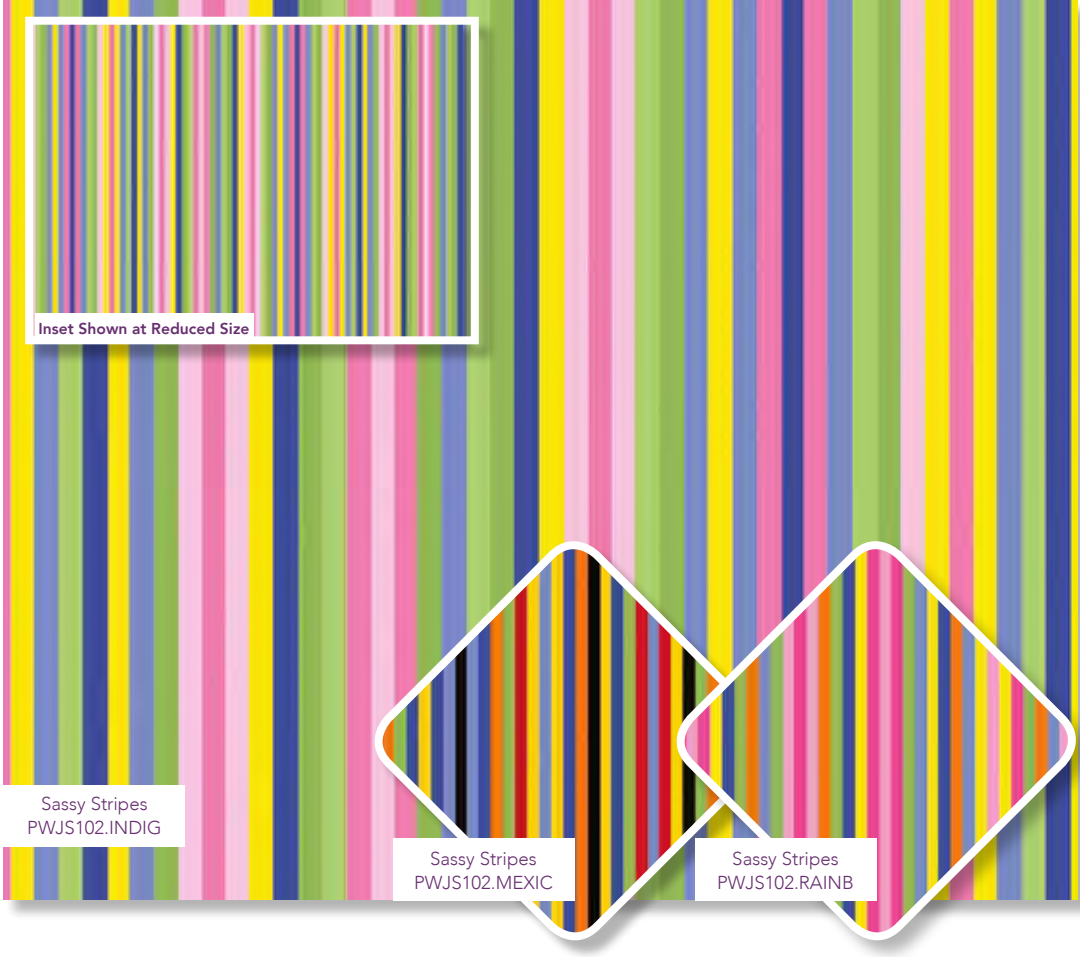 Inset Shown at Reduced Size
Sassy Stripes
PWJS102.INDIG
Sassy Stripes
PWJS102.MEXIC
Sassy Stripes
PWJS102.RAINB